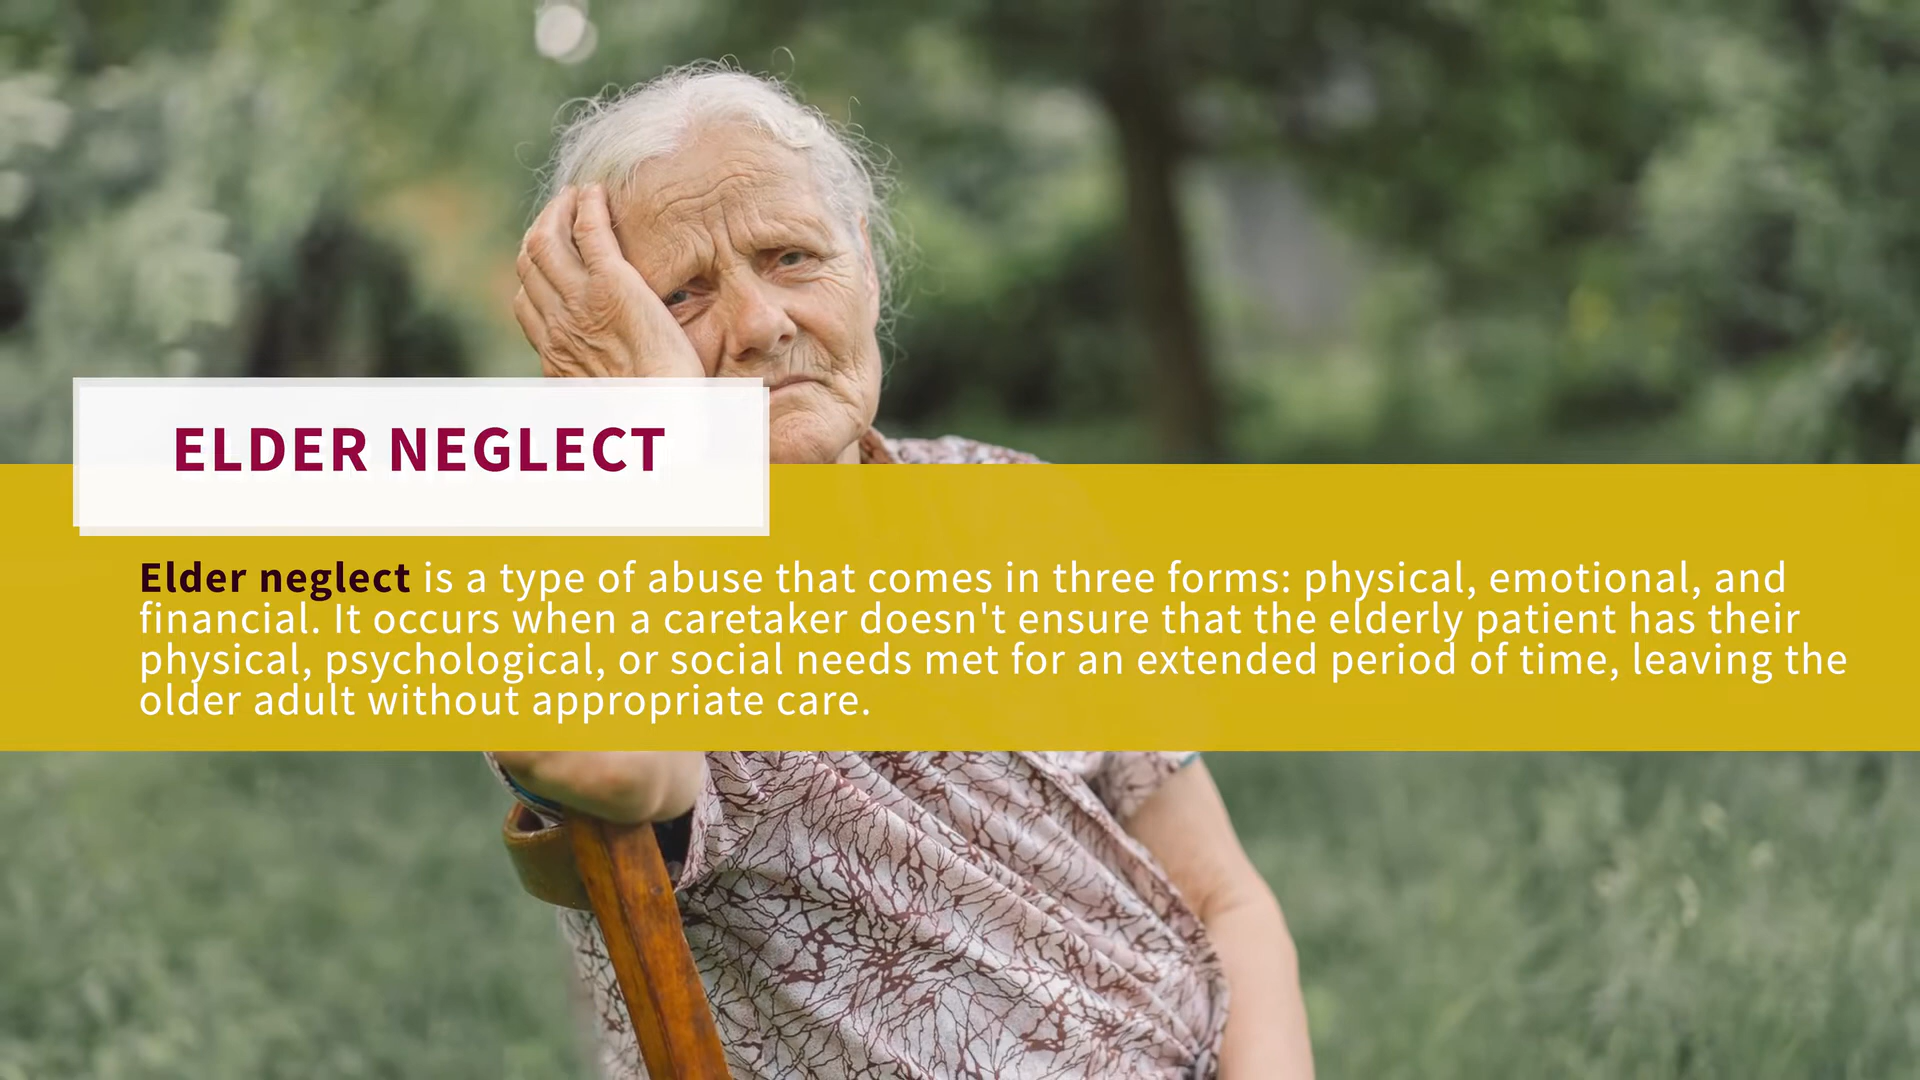 ELDER NEGLECT
Elder neglect is a type of abuse that comes in three forms: physical, emotional, and
financial. It occurs when a caretaker doesn't ensure that the elderly patient has their
physical, psychological, or social needs met for an extended period of time, leaving the
older adult without appropriate care.